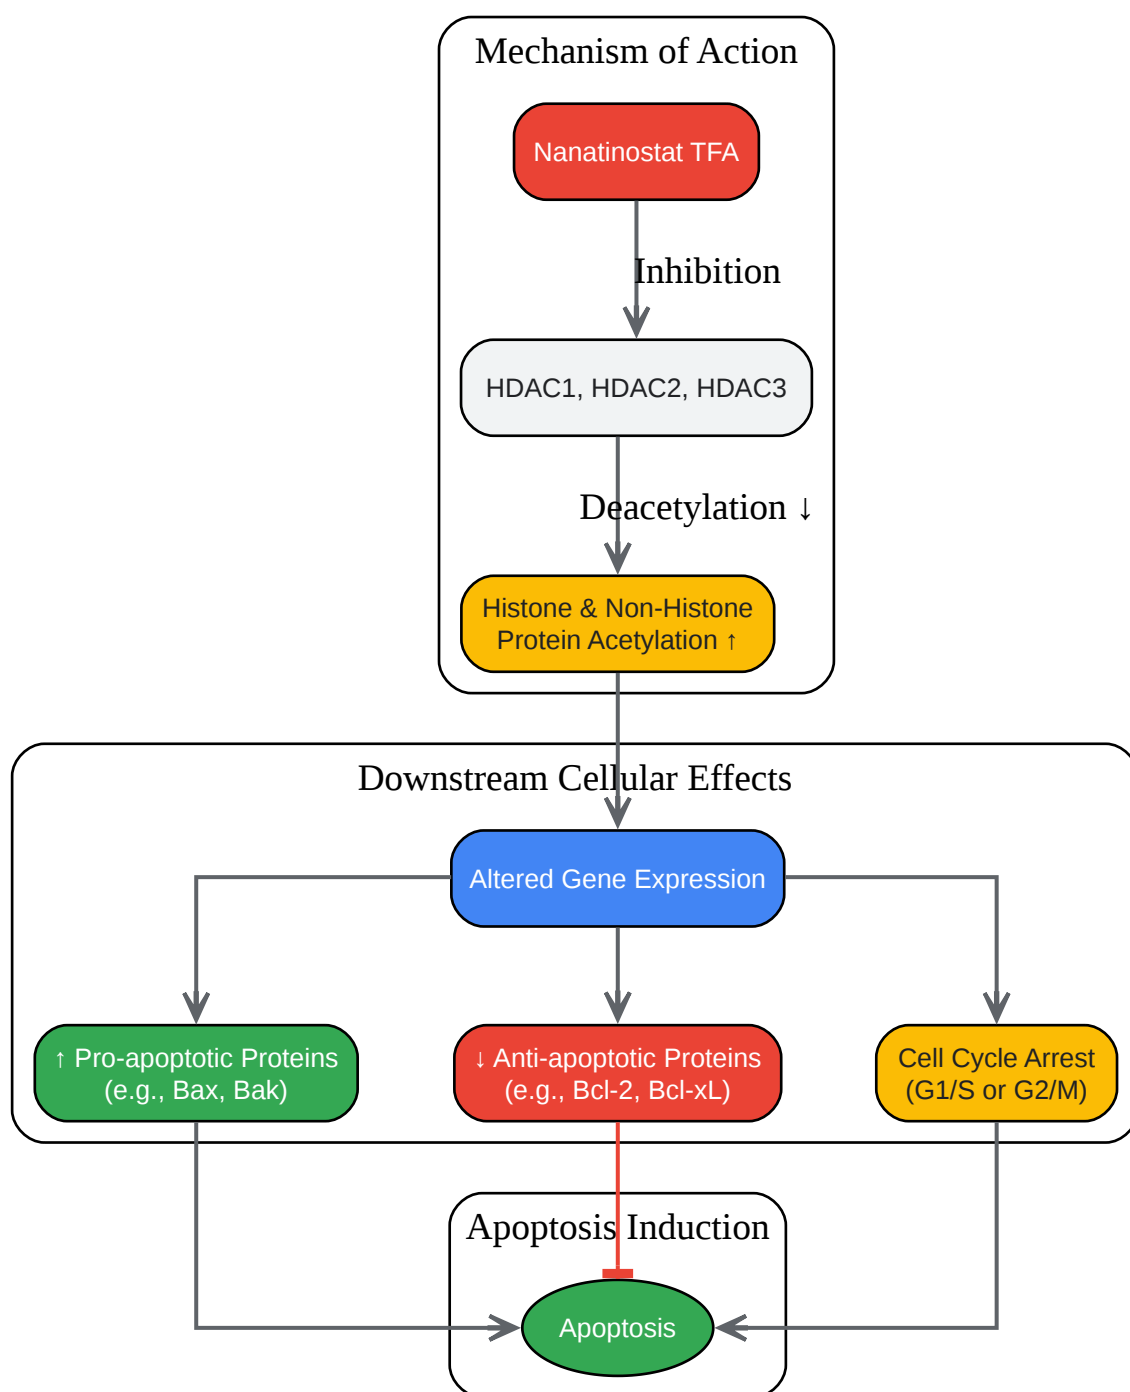 Mechanism of Action
Nanatinostat TFA
Inhibition
HDAC1, HDAC2, HDAC3
Deacetylation ↓
Histone & Non-Histone
Protein Acetylation ↑
Downstream Cellular Effects
Altered Gene Expression
↑ Pro-apoptotic Proteins
(e.g., Bax, Bak)
↓ Anti-apoptotic Proteins
(e.g., Bcl-2, Bcl-xL)
Cell Cycle Arrest
(G1/S or G2/M)
Apoptosis Induction
Apoptosis